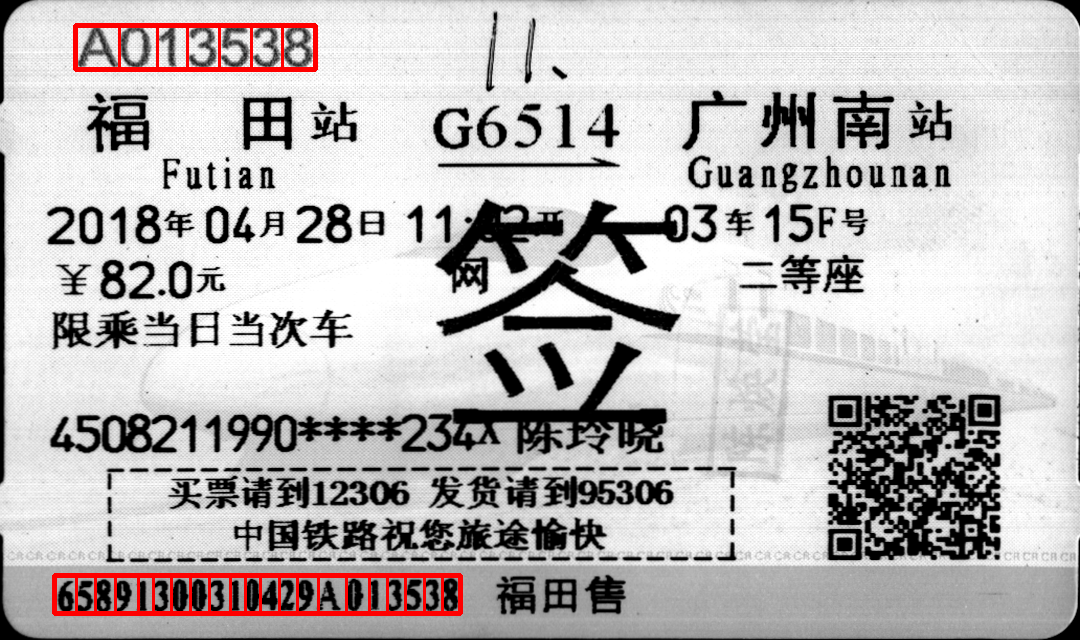 A013538
11、
福田站 G6514 广州南站
Futian Guangzhounan
2018年04月28日 11:02开 03车15F号
¥82.0元 网 签 二等座
限乘当日当次车
4508211990****234X 陈玲晓
买票请到12306 发货请到95306
中国铁路祝您旅途愉快
65891300310429A013538 福田售